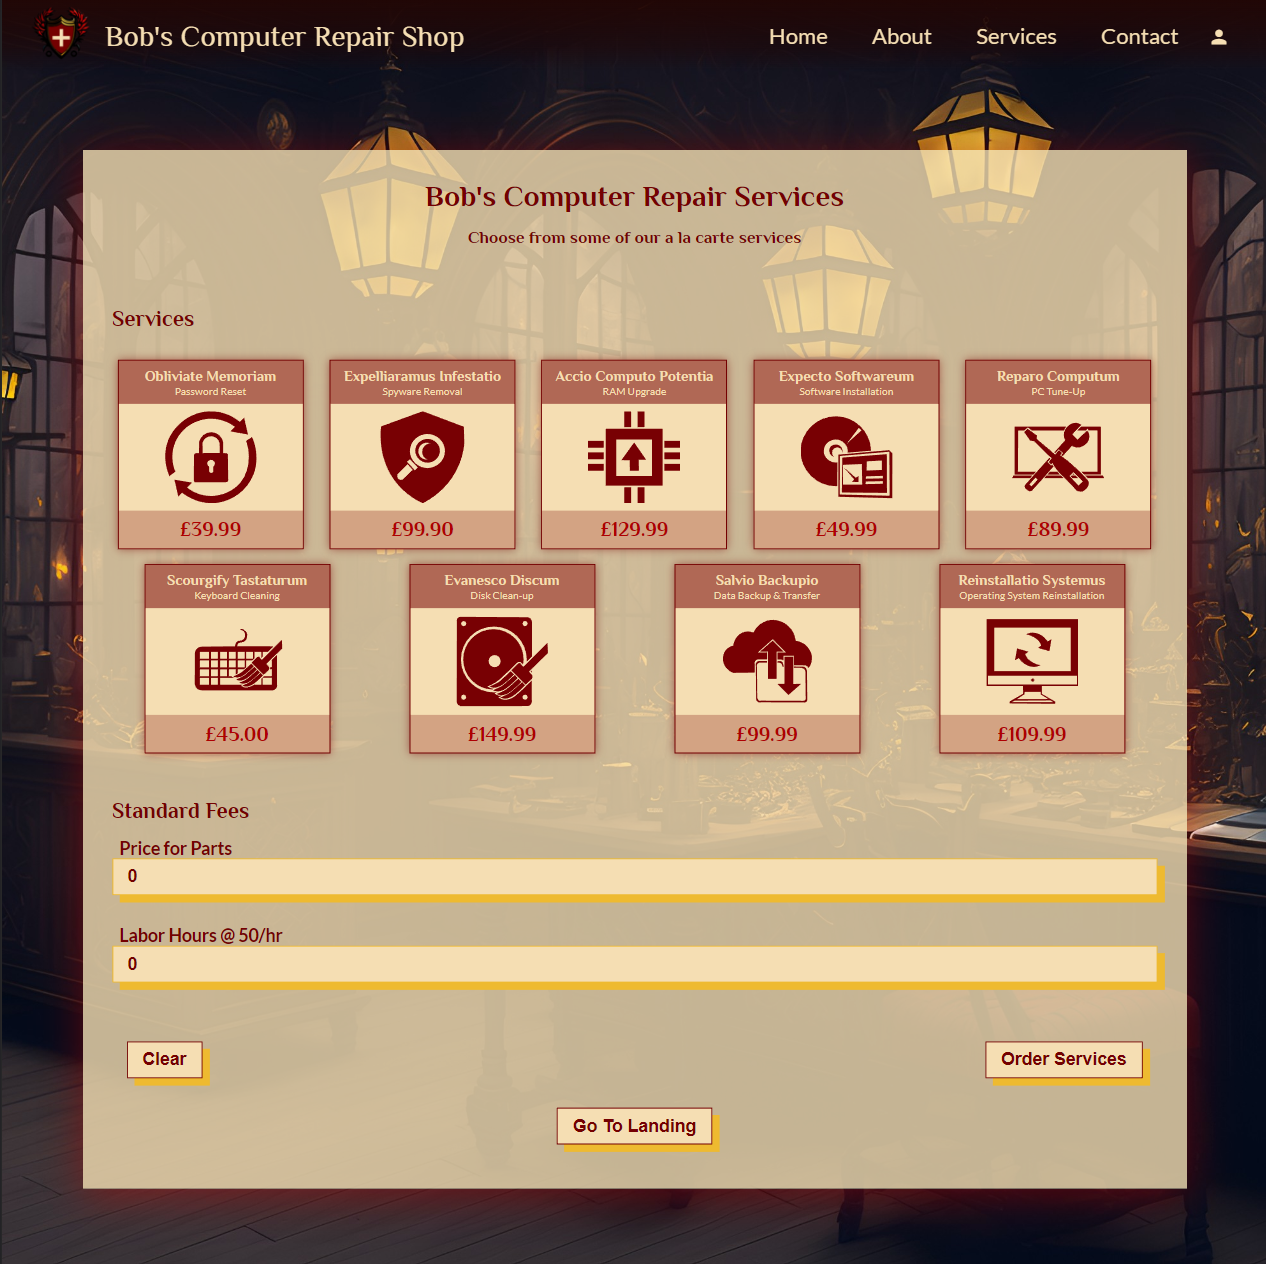 Bob's Computer Repair Shop
Home About Services Contact
Bob's Computer Repair Services
Choose from some of our a la carte services
Services
Obliviate Memoriam
Password Reset
£39.99
Expelliaramus Infestatio
Spyware Removal
£99.90
Accio Computo Potentia
RAM Upgrade
£129.99
Expecto Softwareum
Software Installation
£49.99
Reparo Computum
PC Tune-Up
£89.99
Scourgify Tastaturum
Keyboard Cleaning
£45.00
Evanesco Discum
Disk Clean-up
£149.99
Salvio Backupio
Data Backup & Transfer
£99.99
Reinstallatio Systemus
Operating System Reinstallation
£109.99
Standard Fees
Price for Parts
0
Labor Hours @ 50/hr
0
Clear
Order Services
Go To Landing